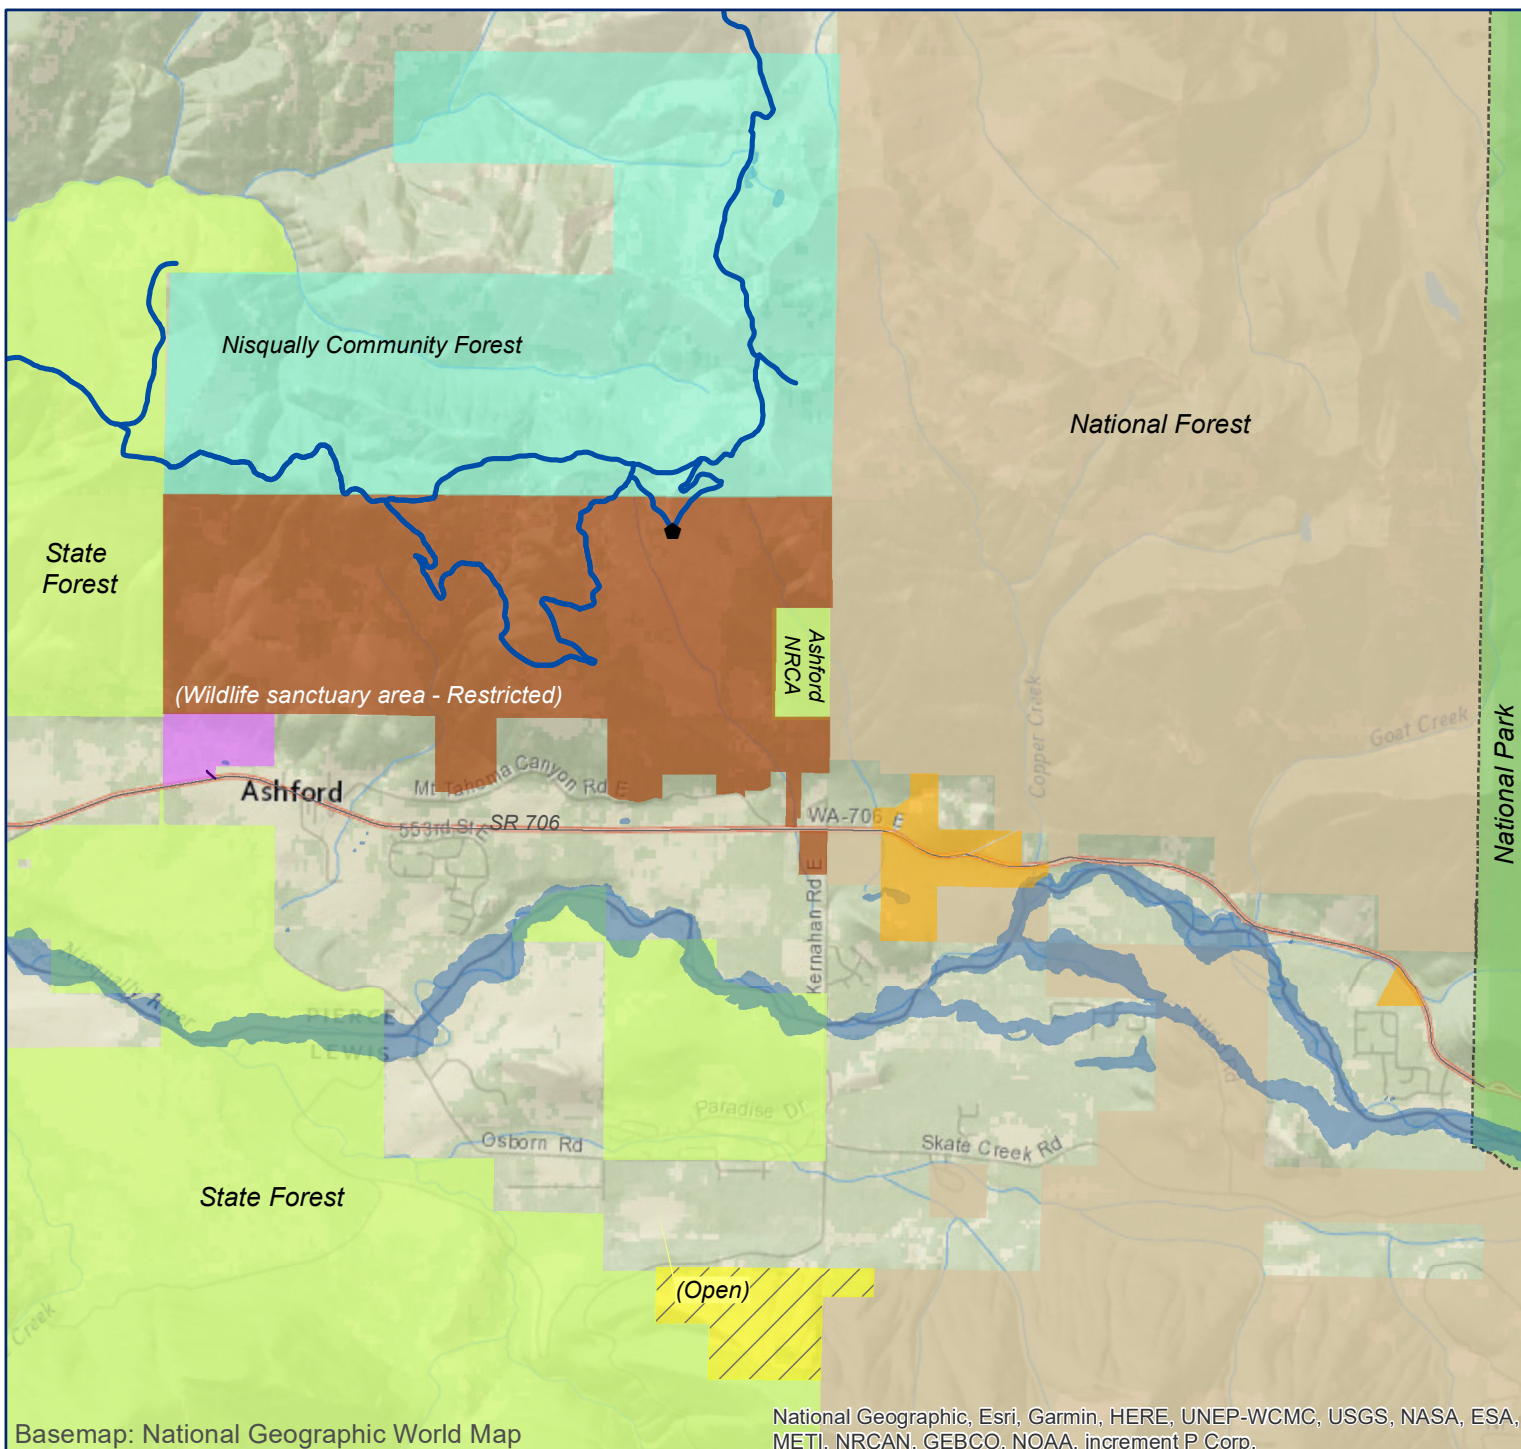 Nisqually Community Forest
National Forest
State
Forest
Ashford
NRCA
(Wildlife sanctuary area - Restricted)
Copper Creek
Goat Creek
National Park
Ashford
Mt Tahoma Canyon Rd E
553rd St E
SR 706
WA-706 E
Kernahan Rd E
Nisqually River
PIERCE
LEWIS
Paradise Dr
Osborn Rd
Skate Creek Rd
State Forest
(Open)
Creek
Basemap: National Geographic World Map
National Geographic, Esri, Garmin, HERE, UNEP-WCMC, USGS, NASA, ESA,
METI, NRCAN, GEBCO, NOAA, increment P Corp.